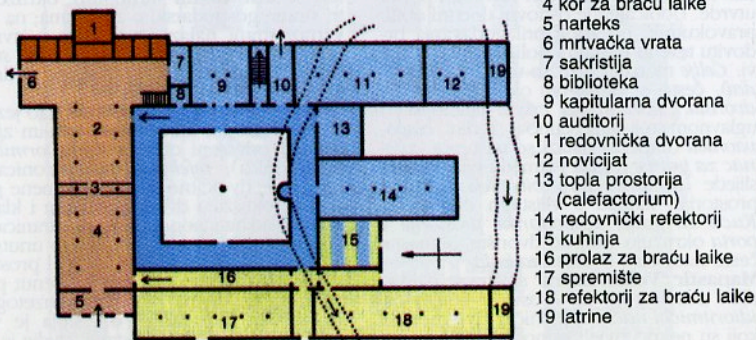 4 kor za braću laike
5 narteks
6 mrtvačka vrata
7 sakristija
8 biblioteka
9 kapitularna dvorana
10 auditorij
11 redovnička dvorana
12 novicijat
13 topla prostorija
(calefactorium)
14 redovnički refektorij
15 kuhinja
16 prolaz za braću laike
17 spremište
18 refektorij za braću laike
19 latrine
1
6
7
9
10
11
12
19
8
2
13
3
14
4
15
16
5
17
18
19